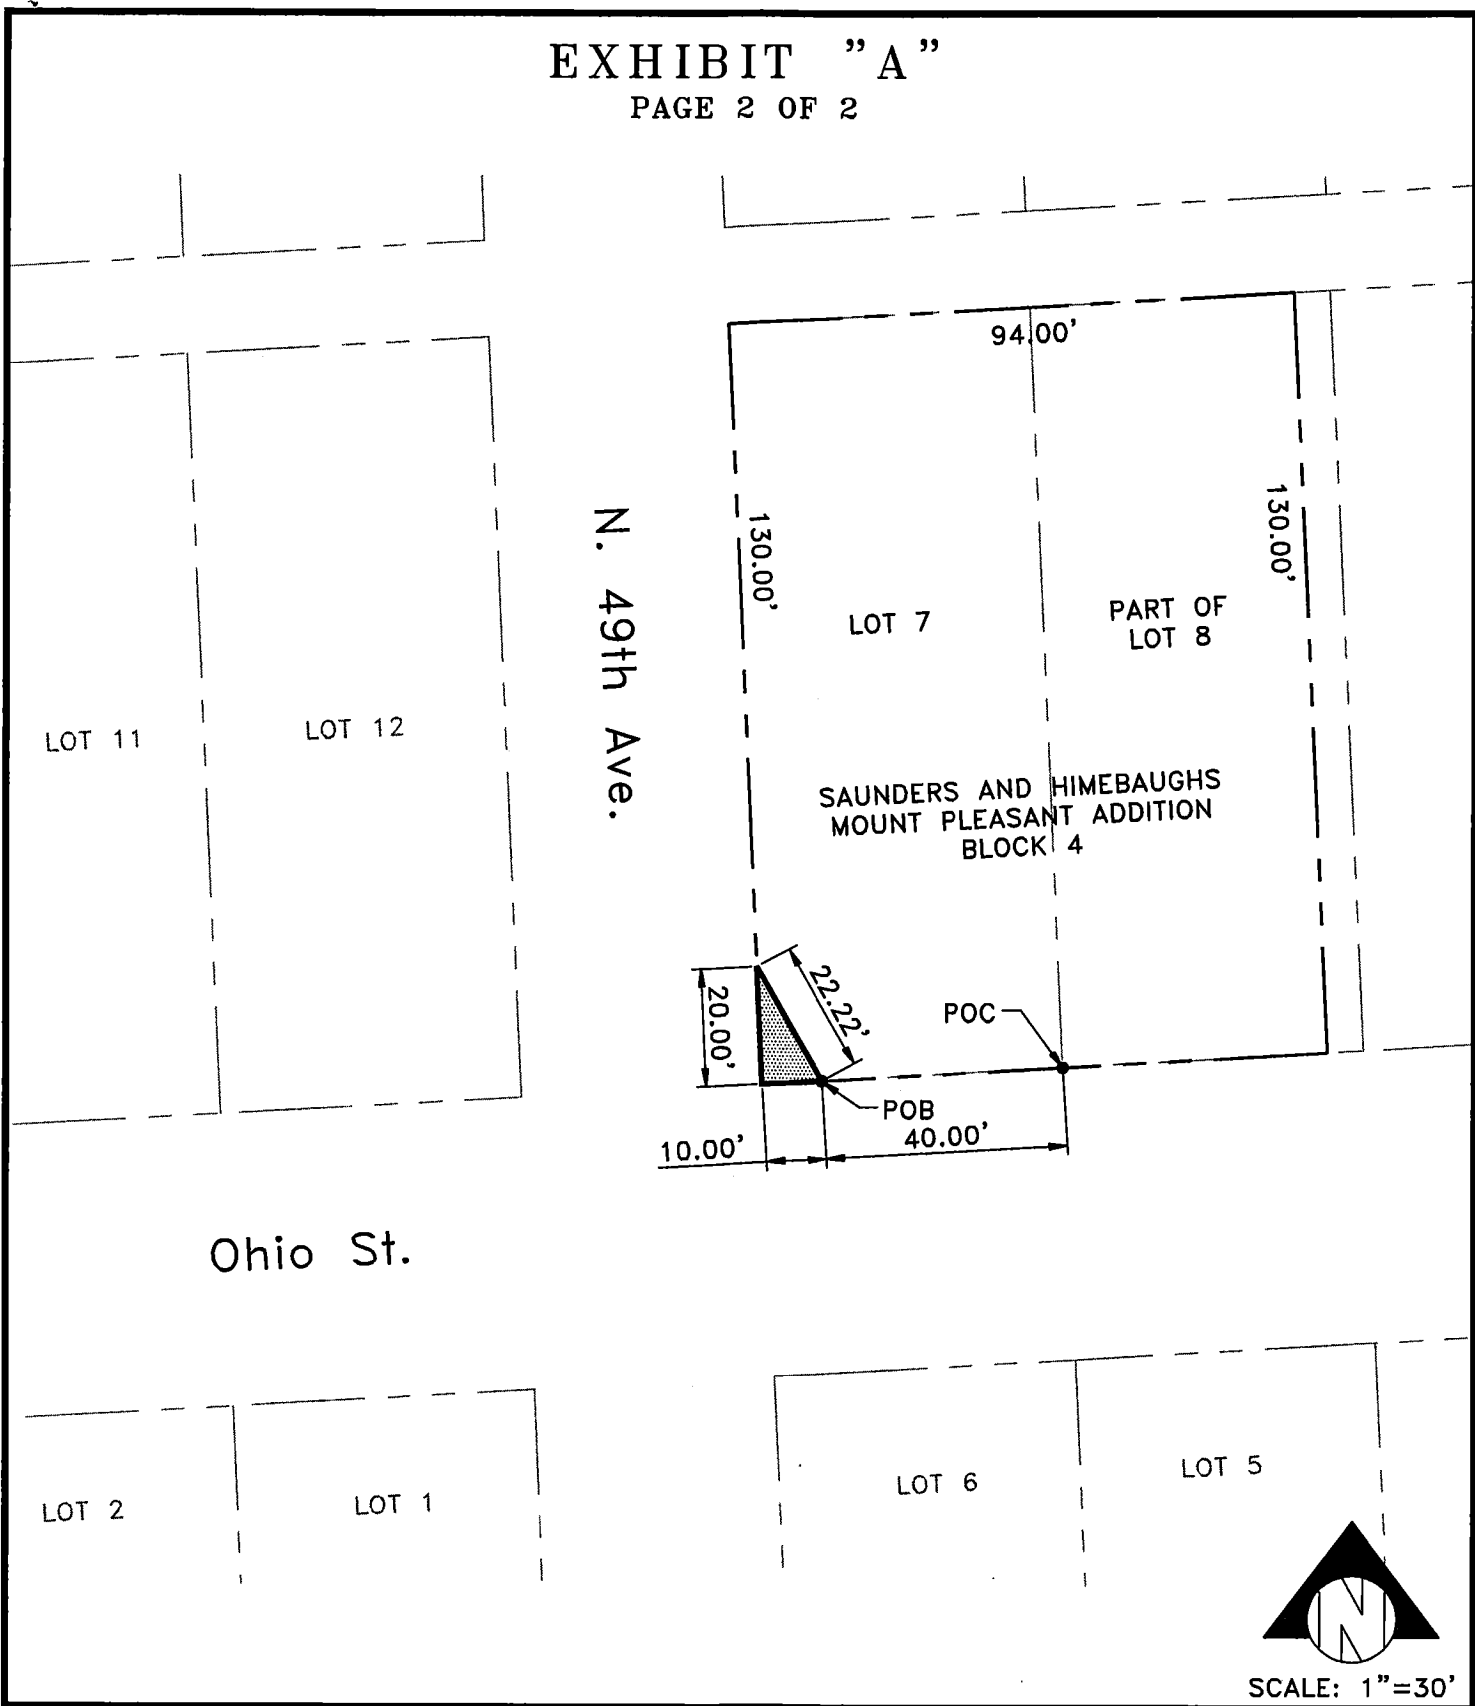 EXHIBIT "A"
PAGE 2 OF 2
94.00'
130.00'
130.00'
N. 49th Ave.
LOT 7
PART OF
LOT 8
LOT 11
LOT 12
SAUNDERS AND HIMEBAUGHS
MOUNT PLEASANT ADDITION
BLOCK 4
20.00'
22.22'
POC
POB
10.00'
40.00'
Ohio St.
LOT 2
LOT 1
LOT 6
LOT 5
N
SCALE: 1"=30'